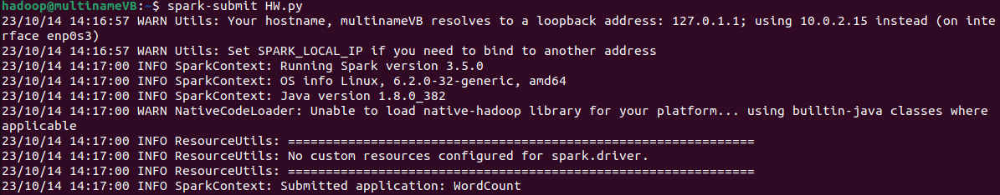 hadoop@multinameVB:~$ spark-submit HW.py
23/10/14 14:16:57 WARN Utils: Your hostname, multinameVB resolves to a loopback address: 127.0.1.1; using 10.0.2.15 instead (on inte
rface enp0s3)
23/10/14 14:16:57 WARN Utils: Set SPARK_LOCAL_IP if you need to bind to another address
23/10/14 14:17:00 INFO SparkContext: Running Spark version 3.5.0
23/10/14 14:17:00 INFO SparkContext: OS info Linux, 6.2.0-32-generic, amd64
23/10/14 14:17:00 INFO SparkContext: Java version 1.8.0_382
23/10/14 14:17:00 WARN NativeCodeLoader: Unable to load native-hadoop library for your platform... using builtin-java classes where
applicable
23/10/14 14:17:00 INFO ResourceUtils: ==============================================================
23/10/14 14:17:00 INFO ResourceUtils: No custom resources configured for spark.driver.
23/10/14 14:17:00 INFO ResourceUtils: ==============================================================
23/10/14 14:17:00 INFO SparkContext: Submitted application: WordCount